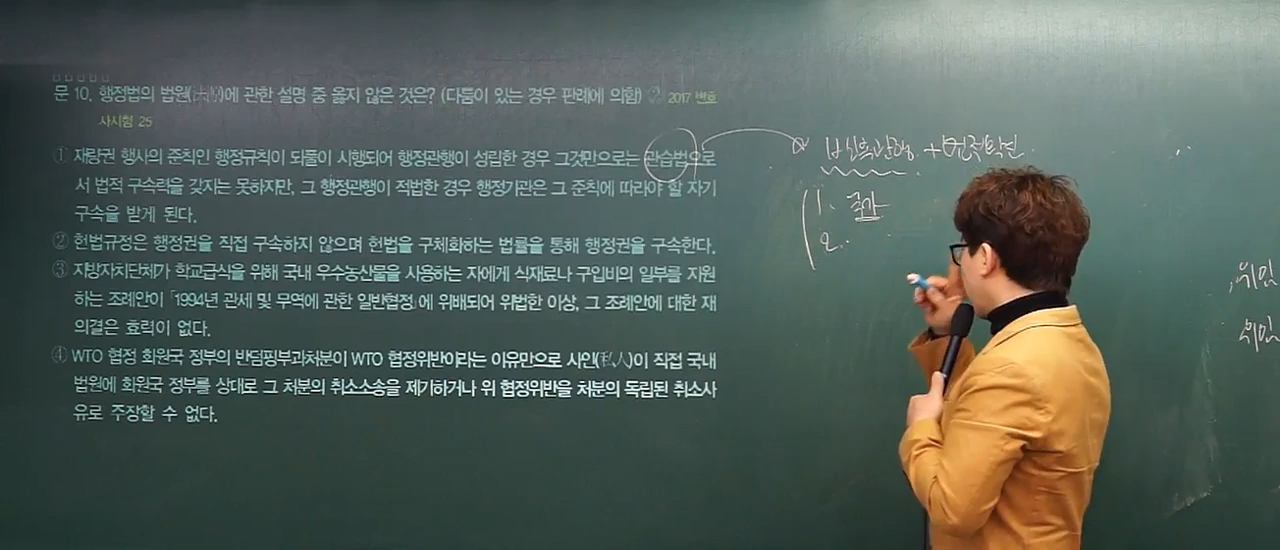 문 10. 행정법의 법원(法源)에 관한 설명 중 옳지 않은 것은? (다툼이 있는 경우 판례에 의함) ② 2017 변호
사시험 25
① 재량권 행사의 준칙인 행정규칙이 되풀이 시행되어 행정관행이 성립한 경우 그것만으로는 관습법으로
서 법적 구속력을 갖지는 못하지만, 그 행정관행이 적법한 경우 행정기관은 그 준칙에 따라야 할 자기
구속을 받게 된다.
② 헌법규정은 행정권을 직접 구속하지 않으며 헌법을 구체화하는 법률을 통해 행정권을 구속한다.
③ 지방자치단체가 학교급식을 위해 국내 우수농산물을 사용하는 자에게 식재료나 구입비의 일부를 지원
하는 조례안이 「1994년 관세 및 무역에 관한 일반협정」에 위배되어 위법한 이상, 그 조례안에 대한 재
의결은 효력이 없다.
④ WTO 협정 회원국 정부의 반덤핑부과처분이 WTO 협정위반이라는 이유만으로 사인(私人)이 직접 국내
법원에 회원국 정부를 상대로 그 처분의 취소소송을 제기하거나 위 협정위반을 처분의 독립된 취소사
유로 주장할 수 없다.
+ 법적확신
1. 국가
2.
위임
위임